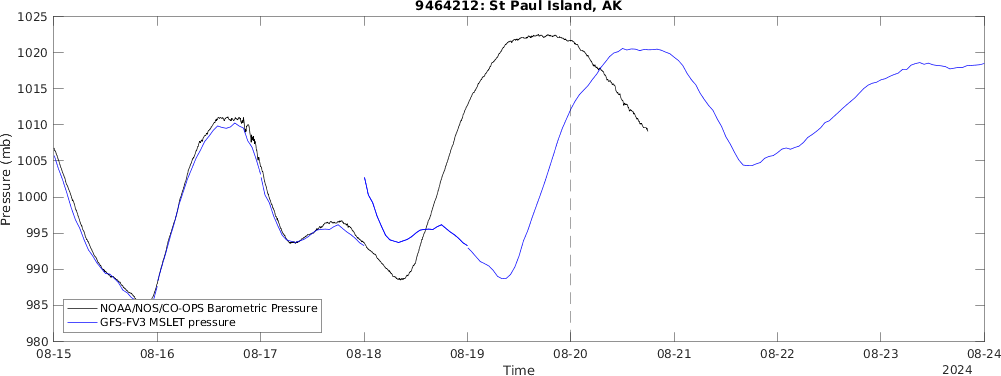 9464212: St Paul Island, AK
1025
1020
1015
1010
1005
1000
995
990
985
980
Pressure (mb)
NOAA/NOS/CO-OPS Barometric Pressure
GFS-FV3 MSLET pressure
08-15 08-16 08-17 08-18 08-19 08-20 08-21 08-22 08-23 08-24
Time
2024